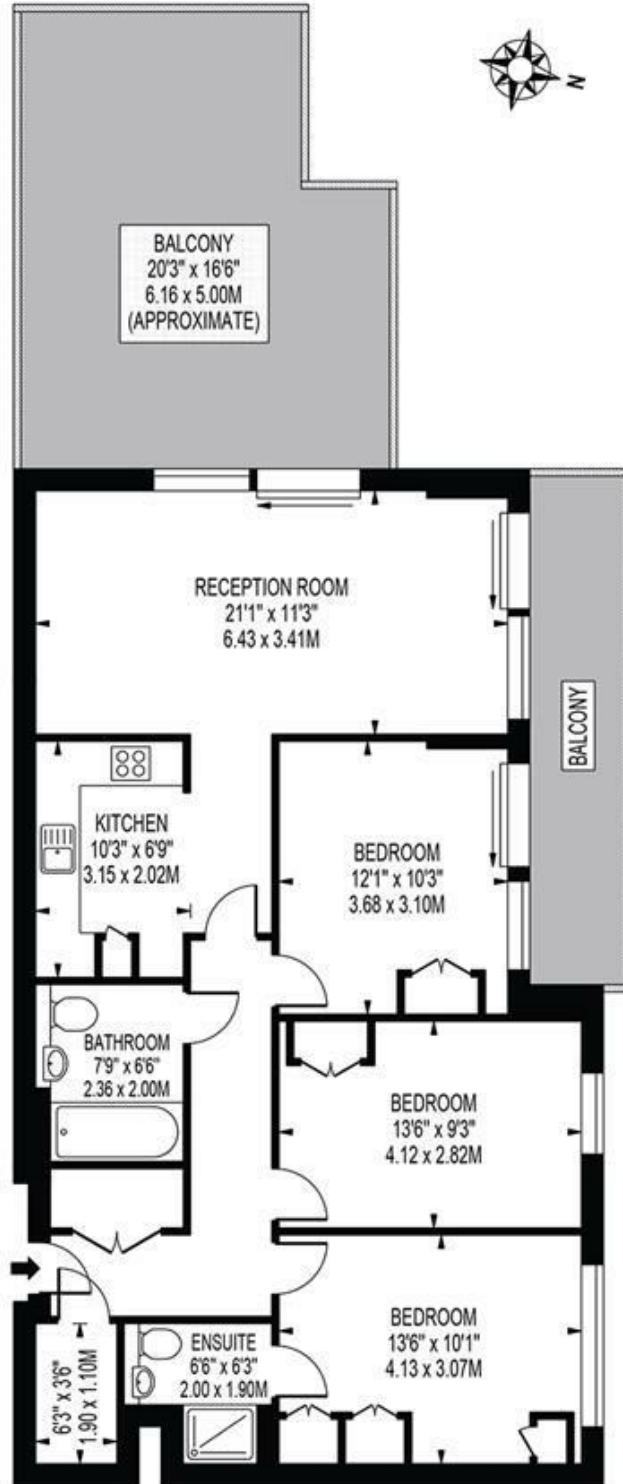 N
BALCONY
20'3" x 16'6"
6.16 x 5.00M
(APPROXIMATE)
RECEPTION ROOM
21'1" x 11'3"
6.43 x 3.41M
BALCONY
KITCHEN
10'3" x 6'9"
3.15 x 2.02M
BEDROOM
12'1" x 10'3"
3.68 x 3.10M
BATHROOM
7'9" x 6'6"
2.36 x 2.00M
BEDROOM
13'6" x 9'3"
4.12 x 2.82M
BEDROOM
13'6" x 10'1"
4.13 x 3.07M
ENSUITE
6'6" x 6'3"
2.00 x 1.90M
6'3" x 3'6"
1.90 x 1.10M